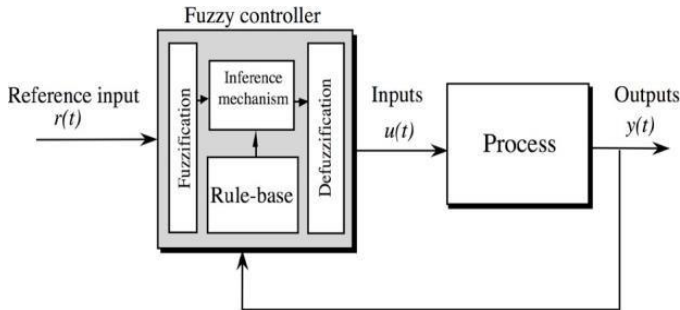 Fuzzy controller
Reference input
r(t)
Fuzzification
Inference
mechanism
Rule-base
Defuzzification
Inputs
u(t)
Process
Outputs
y(t)